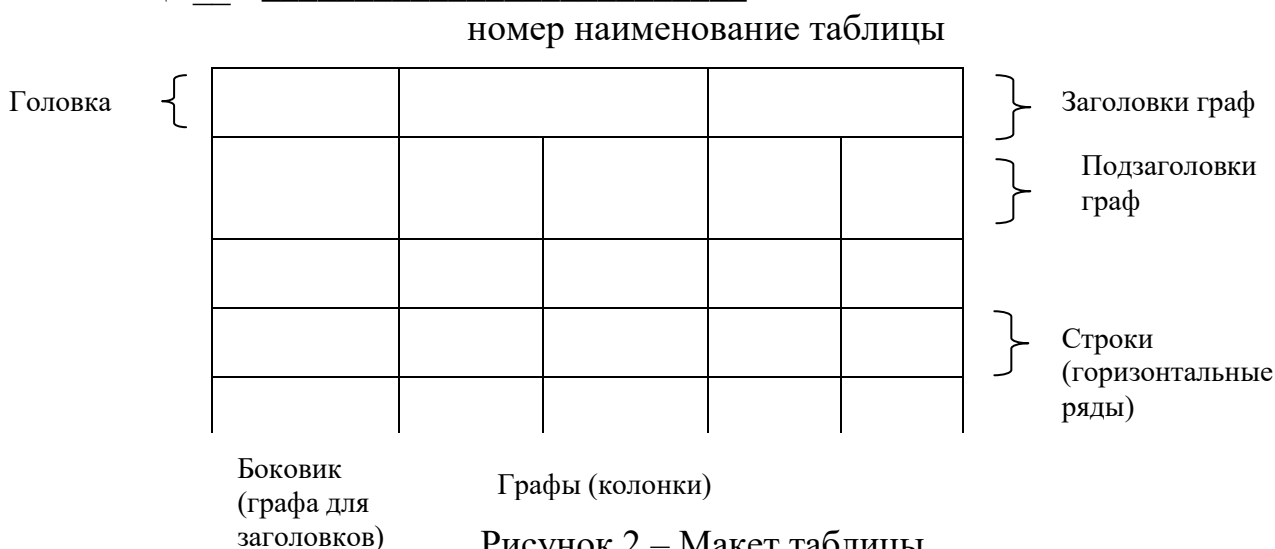 номер наименование таблицы
Головка
Заголовки граф
Подзаголовки
граф
Строки
(горизонтальные
ряды)
Боковик
(графа для
заголовков)
Графы (колонки)
Рисунок 2 – Макет таблицы